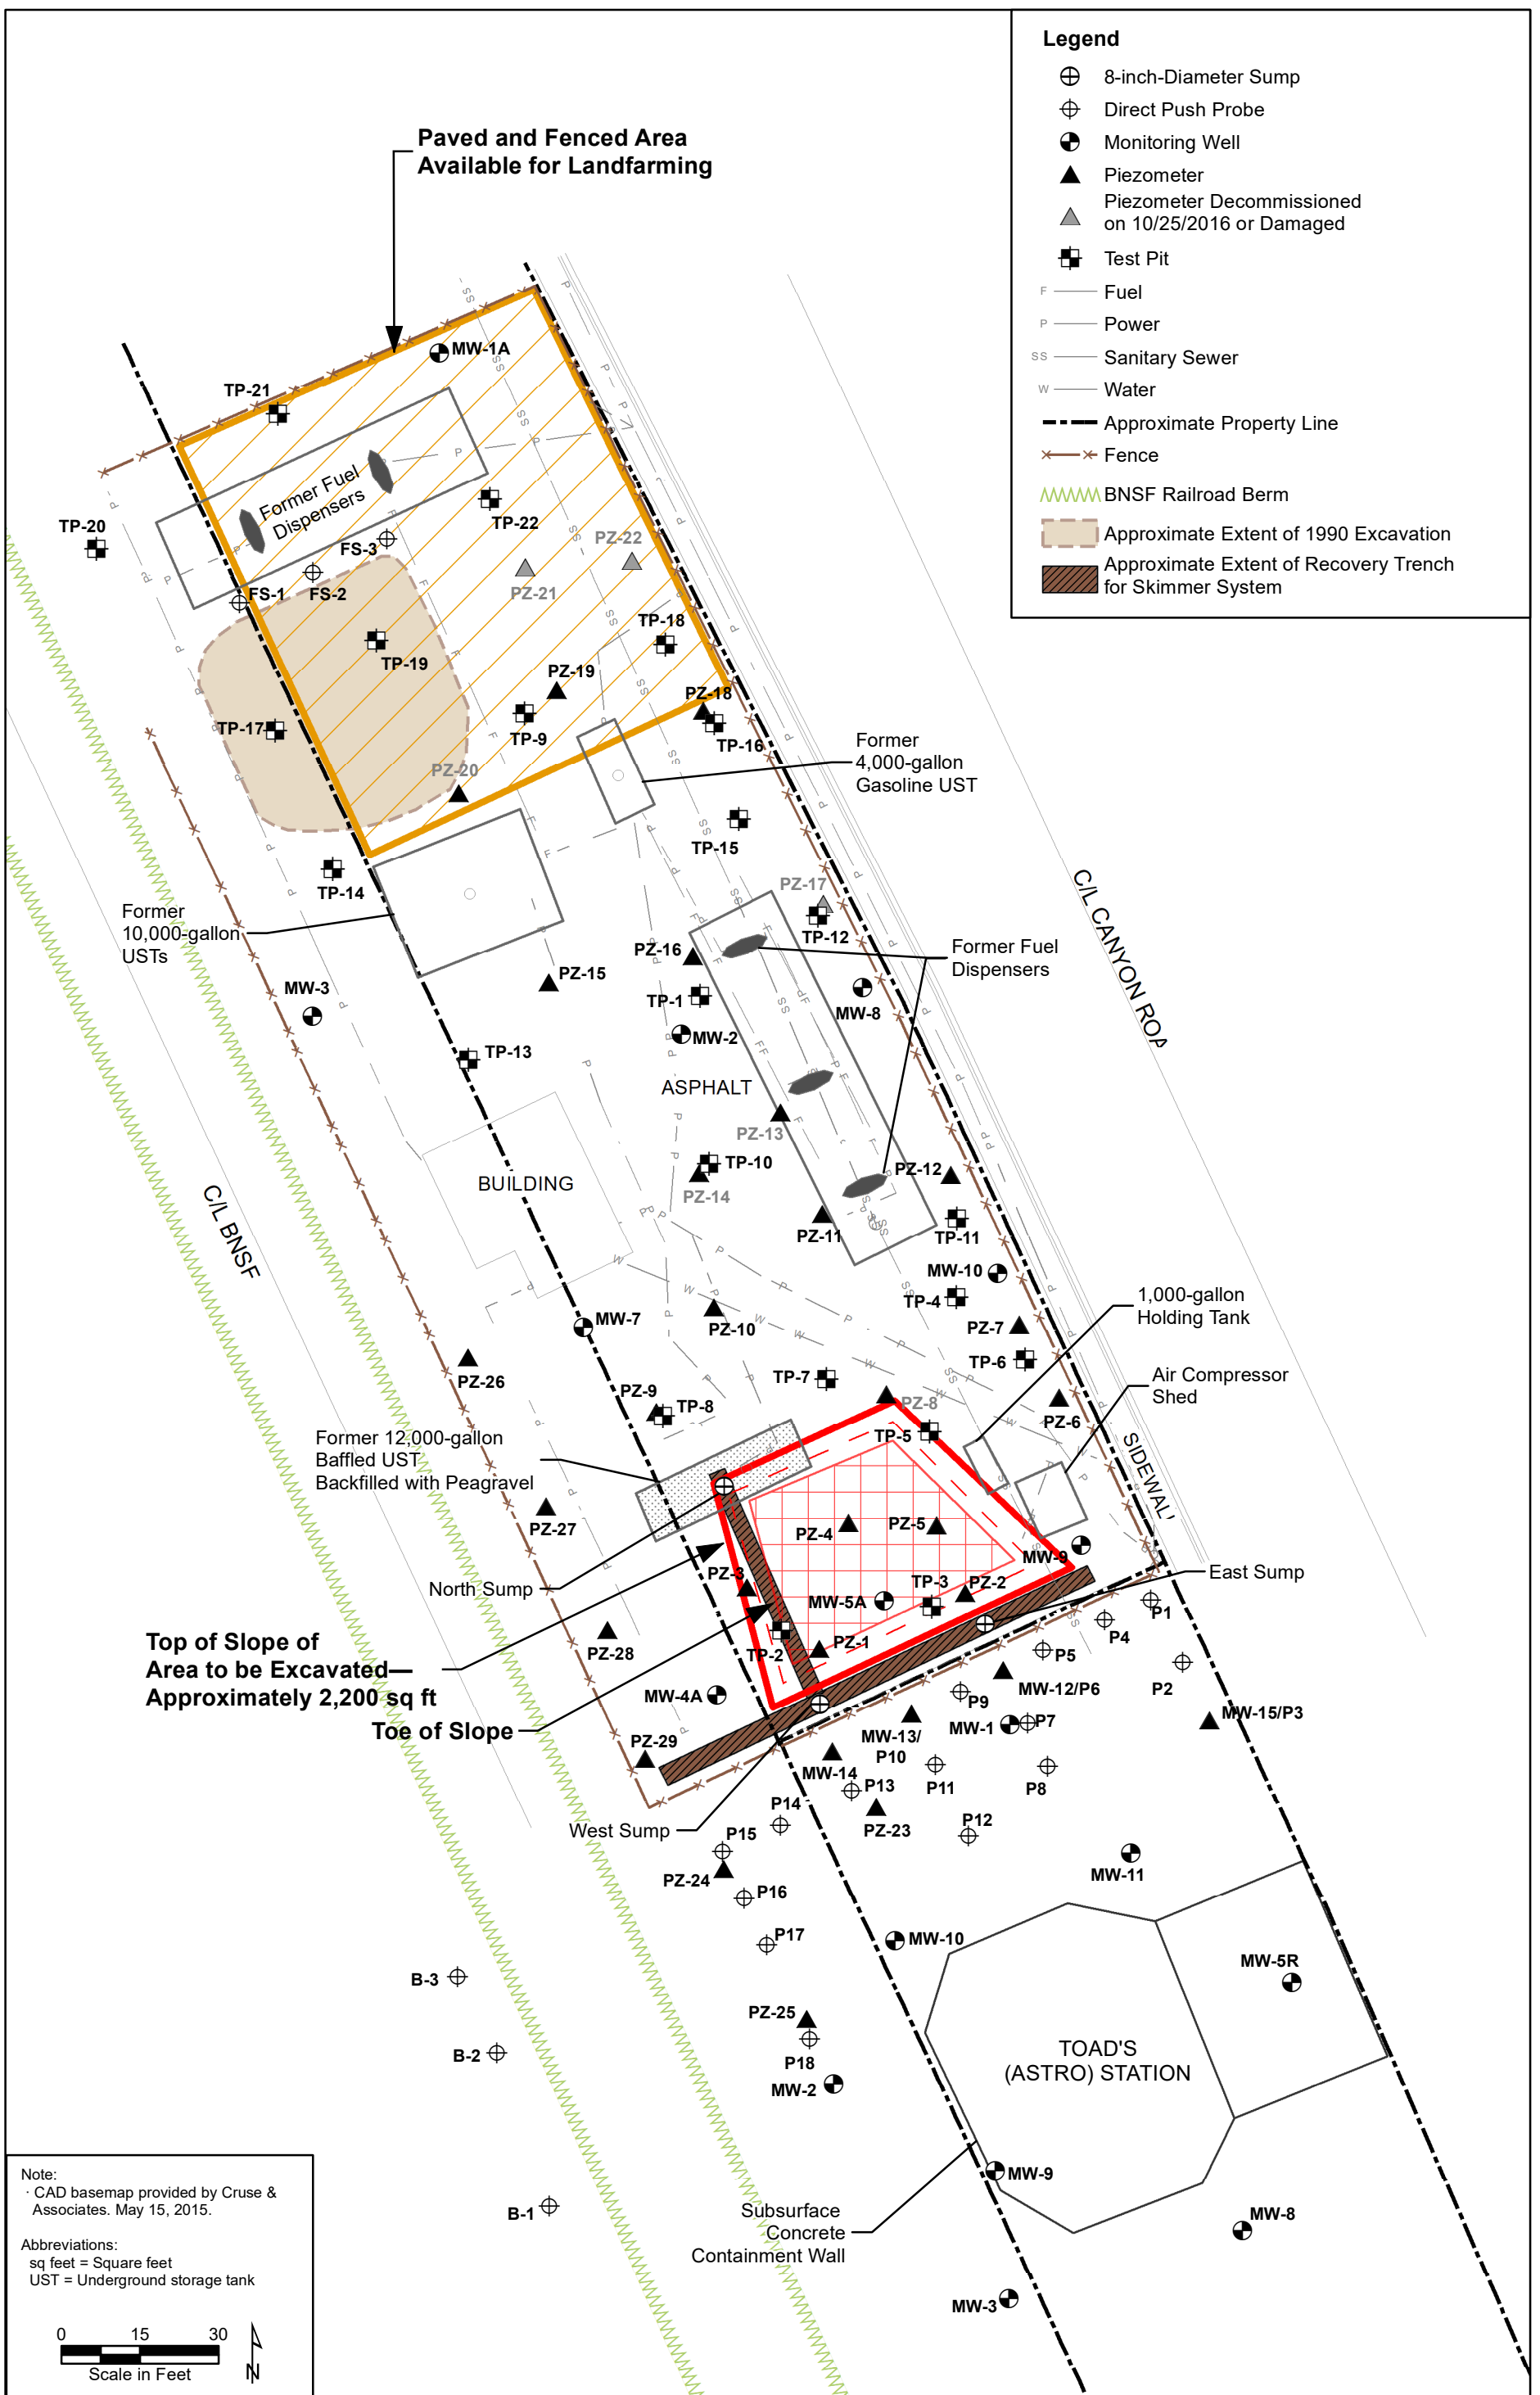 Legend
8-inch-Diameter Sump
Direct Push Probe
Monitoring Well
Piezometer
Piezometer Decommissioned
on 10/25/2016 or Damaged
Test Pit
F Fuel
P Power
SS Sanitary Sewer
W Water
Approximate Property Line
Fence
BNSF Railroad Berm
Approximate Extent of 1990 Excavation
Approximate Extent of Recovery Trench
for Skimmer System
Paved and Fenced Area
Available for Landfarming
MW-1A
TP-21
Former Fuel
Dispensers
TP-22
TP-20
FS-3
PZ-22
PZ-21
FS-1
FS-2
TP-18
TP-19
PZ-19
PZ-18
TP-17
TP-9
TP-16
Former
4,000-gallon
Gasoline UST
PZ-20
TP-15
TP-14
PZ-17
C/L CANYON ROA
Former
10,000-gallon
USTs
TP-12
Former Fuel
Dispensers
PZ-16
PZ-15
MW-3
TP-1
MW-8
MW-2
TP-13
ASPHALT
PZ-13
TP-10
PZ-12
BUILDING
PZ-14
C/L BNSF
PZ-11
TP-11
MW-10
1,000-gallon
Holding Tank
TP-4
MW-7
PZ-10
PZ-7
TP-6
PZ-26
TP-7
Air Compressor
Shed
PZ-9
TP-8
PZ-8
PZ-6
TP-5
SIDEWAL
Former 12,000-gallon
Baffled UST
Backfilled with Peagravel
PZ-27
PZ-4
PZ-5
MW-9
North Sump
PZ-3
TP-3
PZ-2
East Sump
MW-5A
P1
P4
Top of Slope of
Area to be Excavated—
Approximately 2,200 sq ft
PZ-28
TP-2
PZ-1
P5
P2
MW-4A
P9
MW-12/P6
Toe of Slope
MW-15/P3
MW-13/
P10
MW-1
P7
PZ-29
MW-14
P13
P11
P8
P14
West Sump
PZ-23
P12
P15
PZ-24
P16
MW-11
P17
MW-10
B-3
MW-5R
PZ-25
B-2
P18
TOAD'S
(ASTRO) STATION
MW-2
MW-9
B-1
Subsurface
Concrete
Containment Wall
MW-8
MW-3
Note:
· CAD basemap provided by Cruse &
Associates. May 15, 2015.
Abbreviations:
sq feet = Square feet
UST = Underground storage tank
0 15 30
Scale in Feet
N